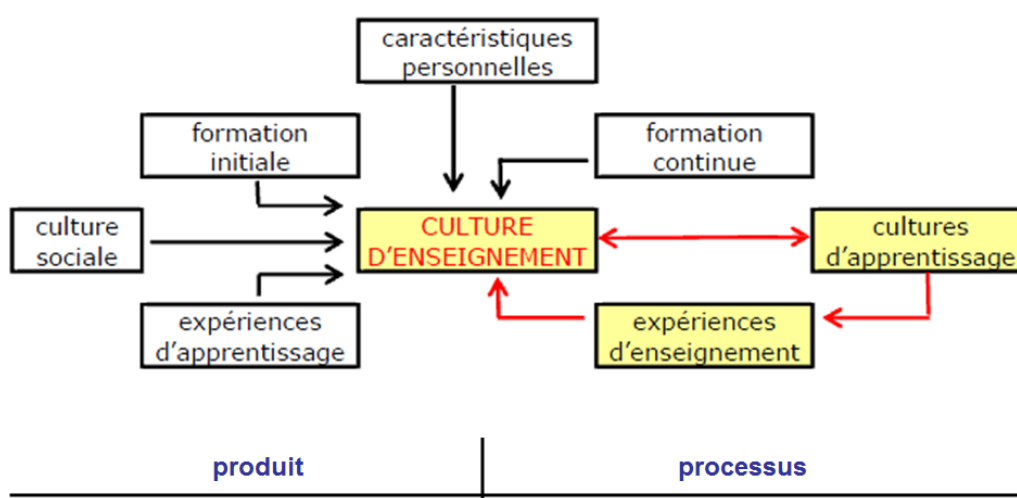 caractéristiques
personnelles
formation
initiale
formation
continue
culture
sociale
CULTURE
D'ENSEIGNEMENT
cultures
d'apprentissage
expériences
d'apprentissage
expériences
d'enseignement
produit
processus